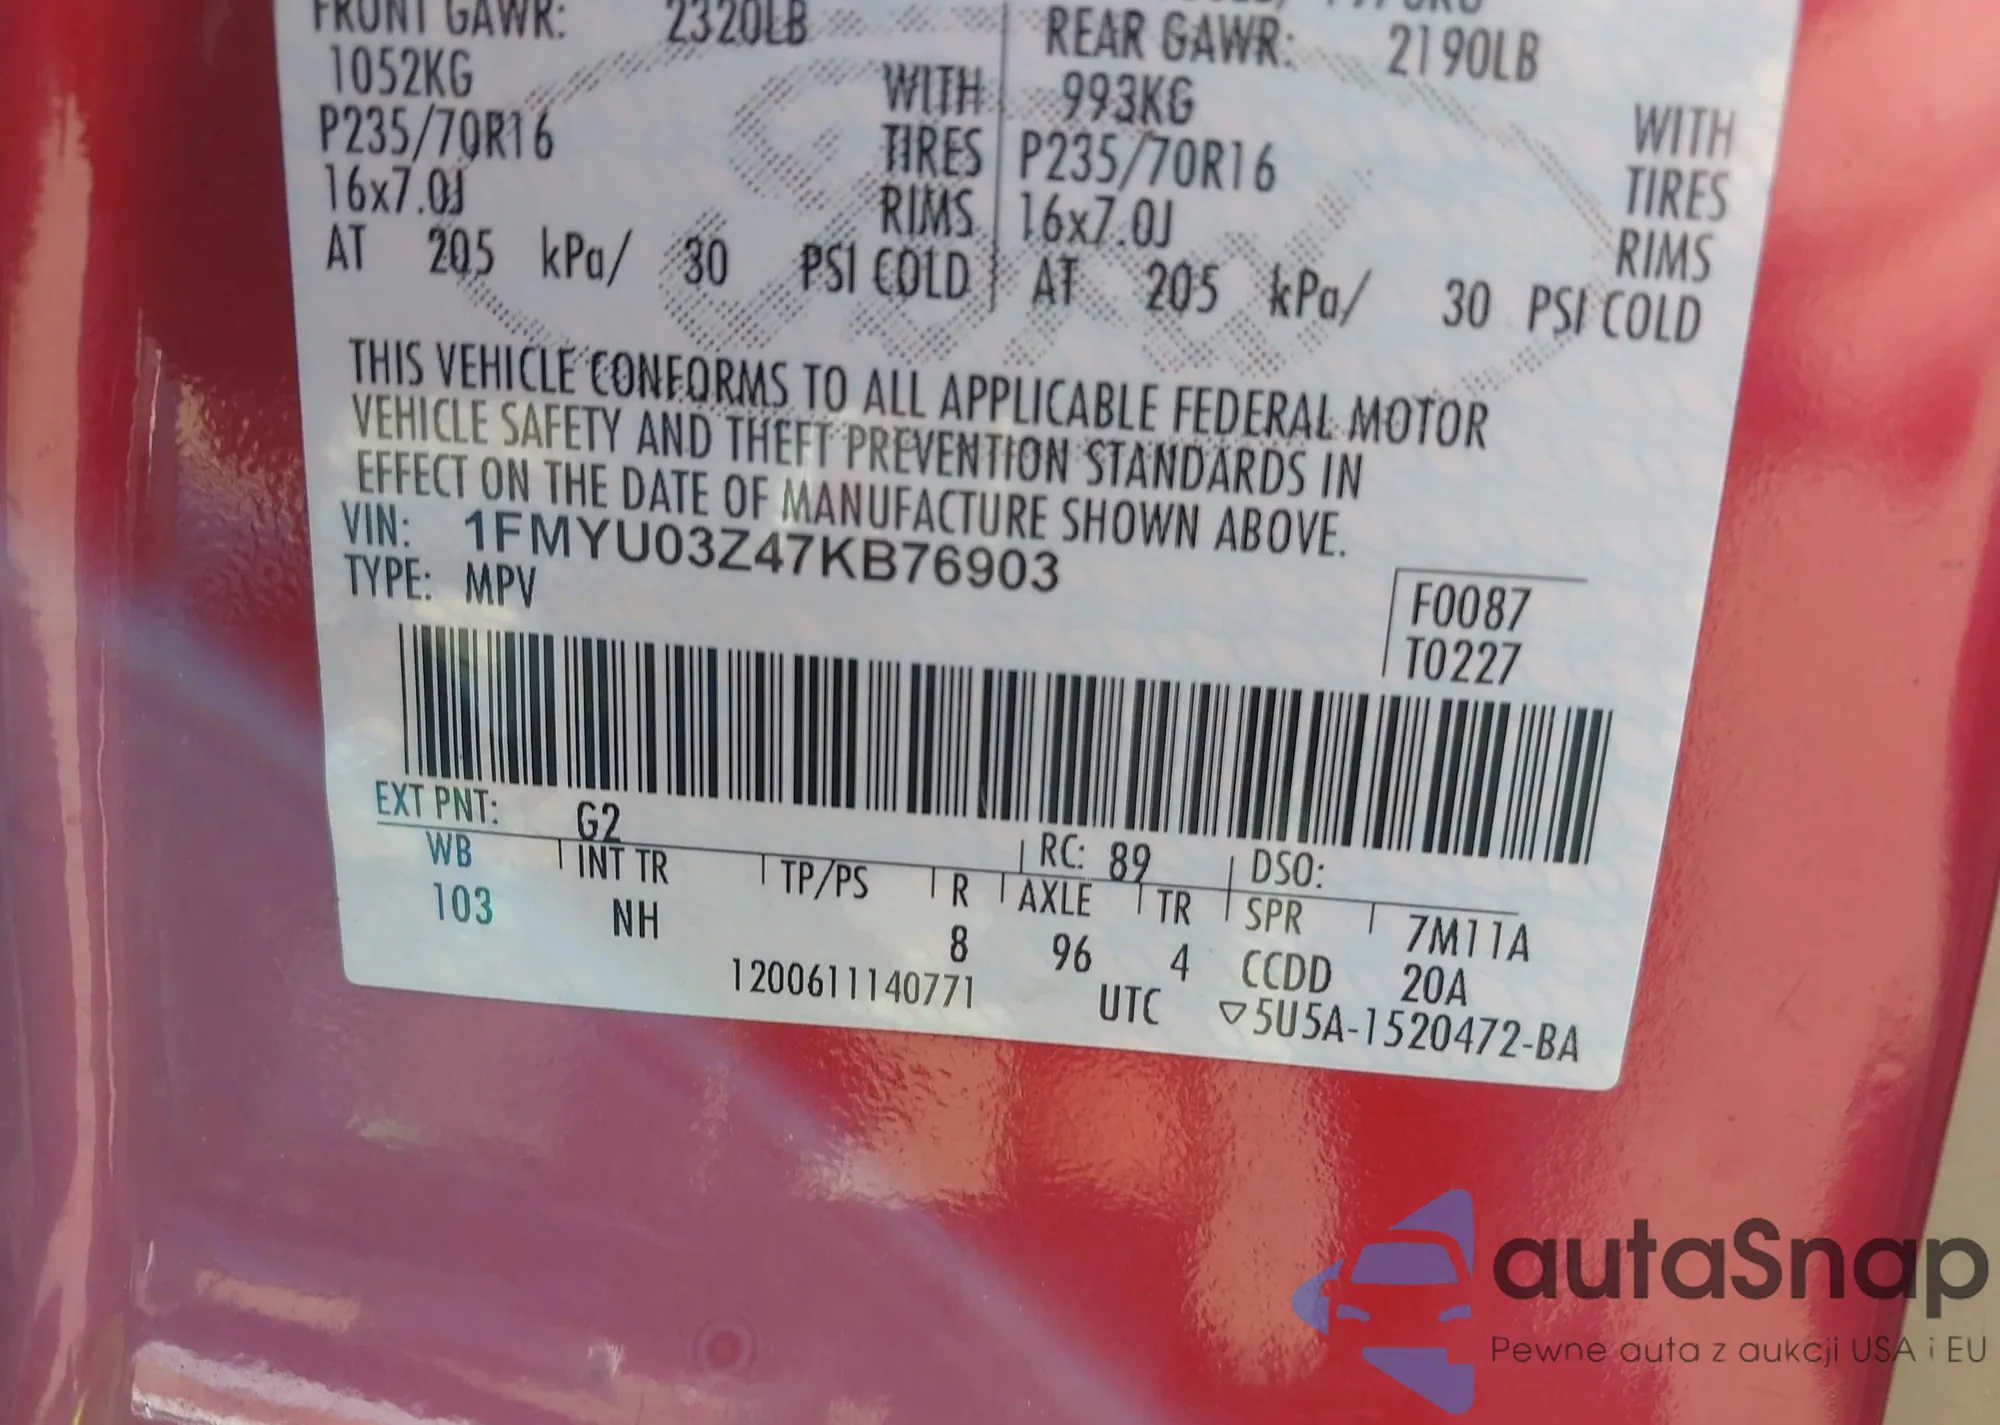 FRONT GAWR: 2320LB
1052KG WITH
P235/70R16 TIRES
16x7.0J RIMS
AT 205 kPa/ 30 PSI COLD
REAR GAWR: 2190LB
993KG WITH
P235/70R16 TIRES
16x7.0J RIMS
AT 205 kPa/ 30 PSI COLD
THIS VEHICLE CONFORMS TO ALL APPLICABLE FEDERAL MOTOR
VEHICLE SAFETY AND THEFT PREVENTION STANDARDS IN
EFFECT ON THE DATE OF MANUFACTURE SHOWN ABOVE.
VIN: 1FMYU03Z47KB76903
TYPE: MPV
F0087
T0227
EXT PNT: G2 RC: 89 DSO:
WB INT TR TP/PS R AXLE TR SPR 7M11A
103 NH 8 96 4 CCDD 20A
1200611140771 UTC ▽5U5A-1520472-BA
autaSnap
Pewne auta z aukcji USA i EU